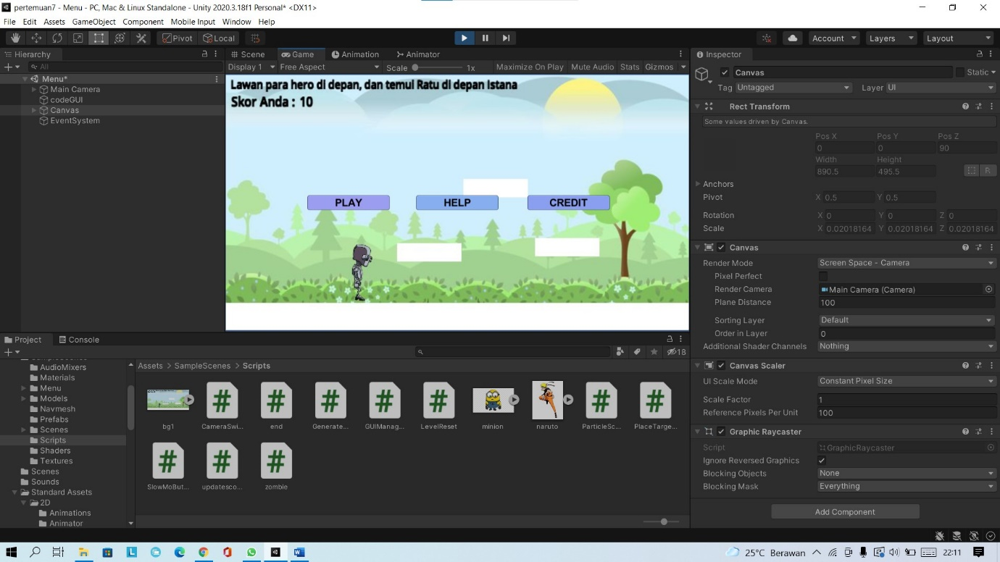 pertemuan7 - Menu - PC, Mac & Linux Standalone - Unity 2020.3.18f1 Personal* <DX11>
File Edit Assets GameObject Component Mobile Input Window Help
Pivot Local Account Layers Layout
Hierarchy
All
Menu*
Main Camera
codeGUI
Canvas
EventSystem
Scene Game Animation Animator
Display 1 Free Aspect Scale 1x Maximize On Play Mute Audio Stats Gizmos
Lawan para hero di depan, dan temui Ratu di depan Istana
Skor Anda : 10
PLAY HELP CREDIT
Inspector
Canvas Static
Tag Untagged Layer UI
Rect Transform
Some values driven by Canvas.
Pos X Pos Y Pos Z
0 0 90
Width Height
890.5 495.5
R
Anchors
Pivot X 0.5 Y 0.5
Rotation X 0 Y 0 Z 0
Scale X 0.02018164 Y 0.02018164 Z 0.02018164
Canvas
Render Mode Screen Space - Camera
Pixel Perfect
Render Camera Main Camera (Camera)
Plane Distance 100
Sorting Layer Default
Order in Layer 0
Additional Shader Channels Nothing
Canvas Scaler
UI Scale Mode Constant Pixel Size
Scale Factor 1
Reference Pixels Per Unit 100
Graphic Raycaster
Script GraphicRaycaster
Ignore Reversed Graphics
Blocking Objects None
Blocking Mask Everything
Add Component
Project Console
18
AudioMixers
Materials
Menu
Models
Navmesh
Prefabs
Scenes
Scripts
Shaders
Textures
Scenes
Sounds
Standard Assets
2D
Animations
Animator
Assets > SampleScenes > Scripts
bg1 CameraSwi... end Generate... GUIManag... LevelReset minion naruto ParticleSc... PlaceTarge...
SlowMoBut... updatesco... zombie
25°C Berawan 22:11